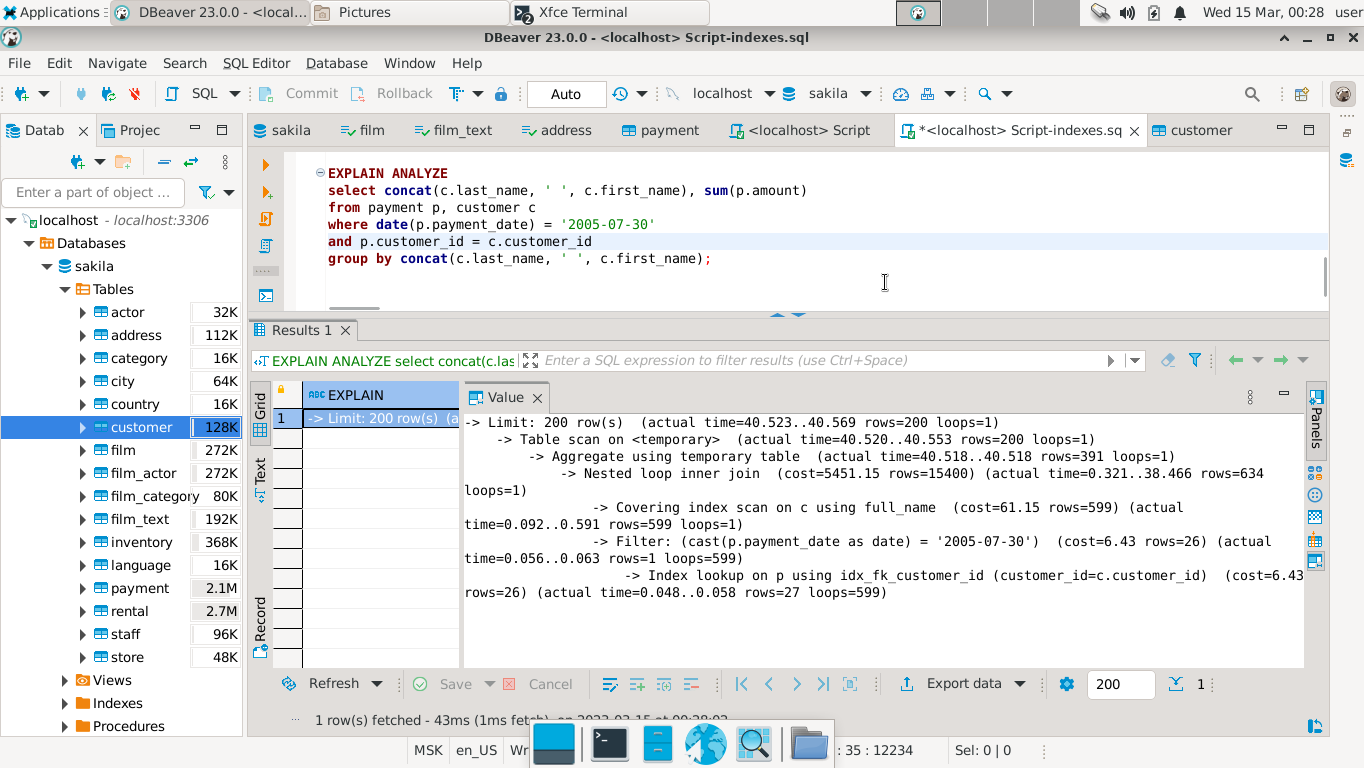 Applications
DBeaver 23.0.0 - <local...
Pictures
Xfce Terminal
Wed 15 Mar, 00:28 user
DBeaver 23.0.0 - <localhost> Script-indexes.sql
File Edit Navigate Search SQL Editor Database Window Help
SQL Commit Rollback Auto localhost sakila
Datab Projec
sakila film film_text address payment <localhost> Script *<localhost> Script-indexes.sq customer
Enter a part of object ...
localhost - localhost:3306
Databases
sakila
Tables
actor 32K
address 112K
category 16K
city 64K
country 16K
customer 128K
film 272K
film_actor 272K
film_category 80K
film_text 192K
inventory 368K
language 16K
payment 2.1M
rental 2.7M
staff 96K
store 48K
Views
Indexes
Procedures
EXPLAIN ANALYZE
select concat(c.last_name, ' ', c.first_name), sum(p.amount)
from payment p, customer c
where date(p.payment_date) = '2005-07-30'
and p.customer_id = c.customer_id
group by concat(c.last_name, ' ', c.first_name);
Results 1
EXPLAIN ANALYZE select concat(c.las
Enter a SQL expression to filter results (use Ctrl+Space)
Grid
Text
Record
ABC EXPLAIN
1 -> Limit: 200 row(s) (a
Value
Panels
-> Limit: 200 row(s) (actual time=40.523..40.569 rows=200 loops=1)
-> Table scan on <temporary> (actual time=40.520..40.553 rows=200 loops=1)
-> Aggregate using temporary table (actual time=40.518..40.518 rows=391 loops=1)
-> Nested loop inner join (cost=5451.15 rows=15400) (actual time=0.321..38.466 rows=634
loops=1)
-> Covering index scan on c using full_name (cost=61.15 rows=599) (actual
time=0.092..0.591 rows=599 loops=1)
-> Filter: (cast(p.payment_date as date) = '2005-07-30') (cost=6.43 rows=26) (actual
time=0.056..0.063 rows=1 loops=599)
-> Index lookup on p using idx_fk_customer_id (customer_id=c.customer_id) (cost=6.43
rows=26) (actual time=0.048..0.058 rows=27 loops=599)
Refresh Save Cancel Export data 200 1
1 row(s) fetched - 43ms (1ms fetch), on 2023-03-15 at 00:28:02
MSK en_US Wr : 35 : 12234 Sel: 0 | 0